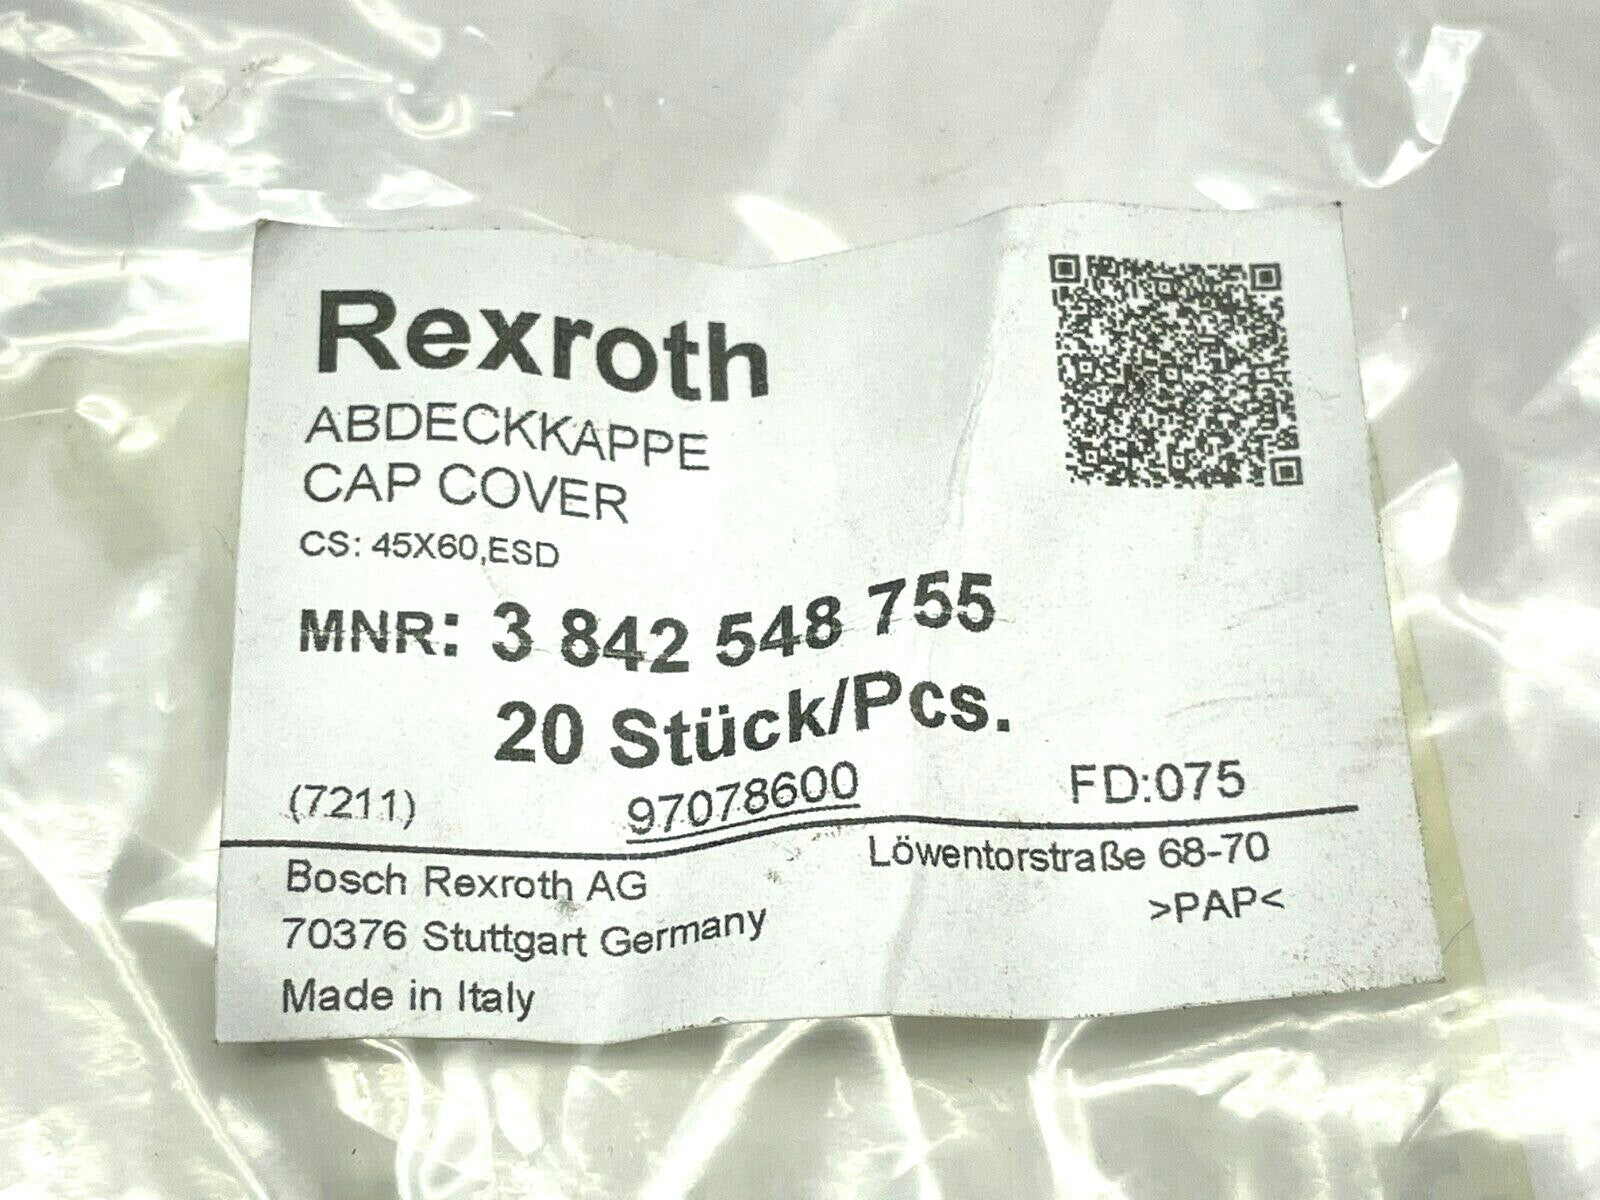 Rexroth
ABDECKKAPPE
CAP COVER
CS: 45X60,ESD
MNR: 3 842 548 755
20 Stück/Pcs.
(7211) 97078600 FD:075
Bosch Rexroth AG Löwentorstraße 68-70
70376 Stuttgart Germany >PAP<
Made in Italy